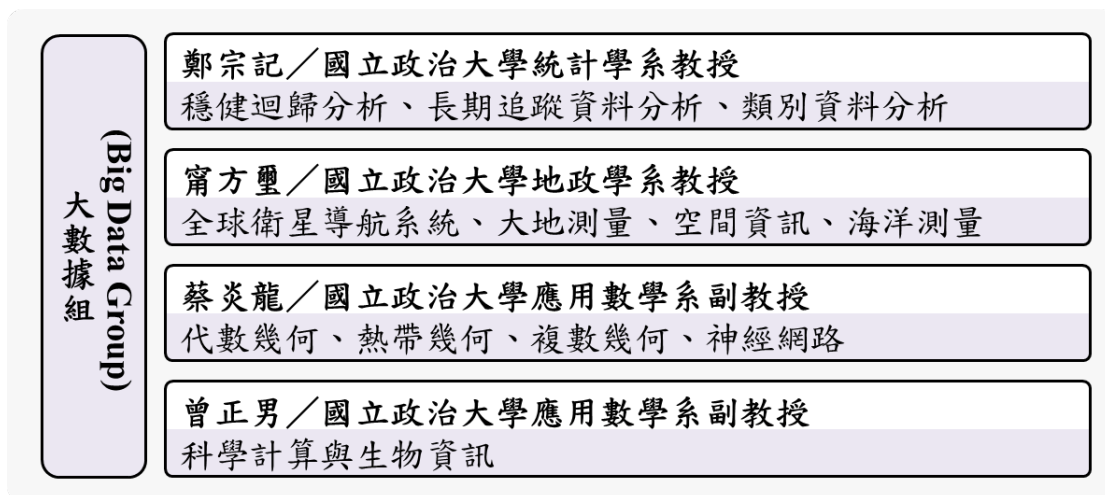 大數據組
(Big Data Group)
鄭宗記／國立政治大學統計學系教授
穩健迴歸分析、長期追蹤資料分析、類別資料分析
甯方璽／國立政治大學地政學系教授
全球衛星導航系統、大地測量、空間資訊、海洋測量
蔡炎龍／國立政治大學應用數學系副教授
代數幾何、熱帶幾何、複數幾何、神經網路
曾正男／國立政治大學應用數學系副教授
科學計算與生物資訊